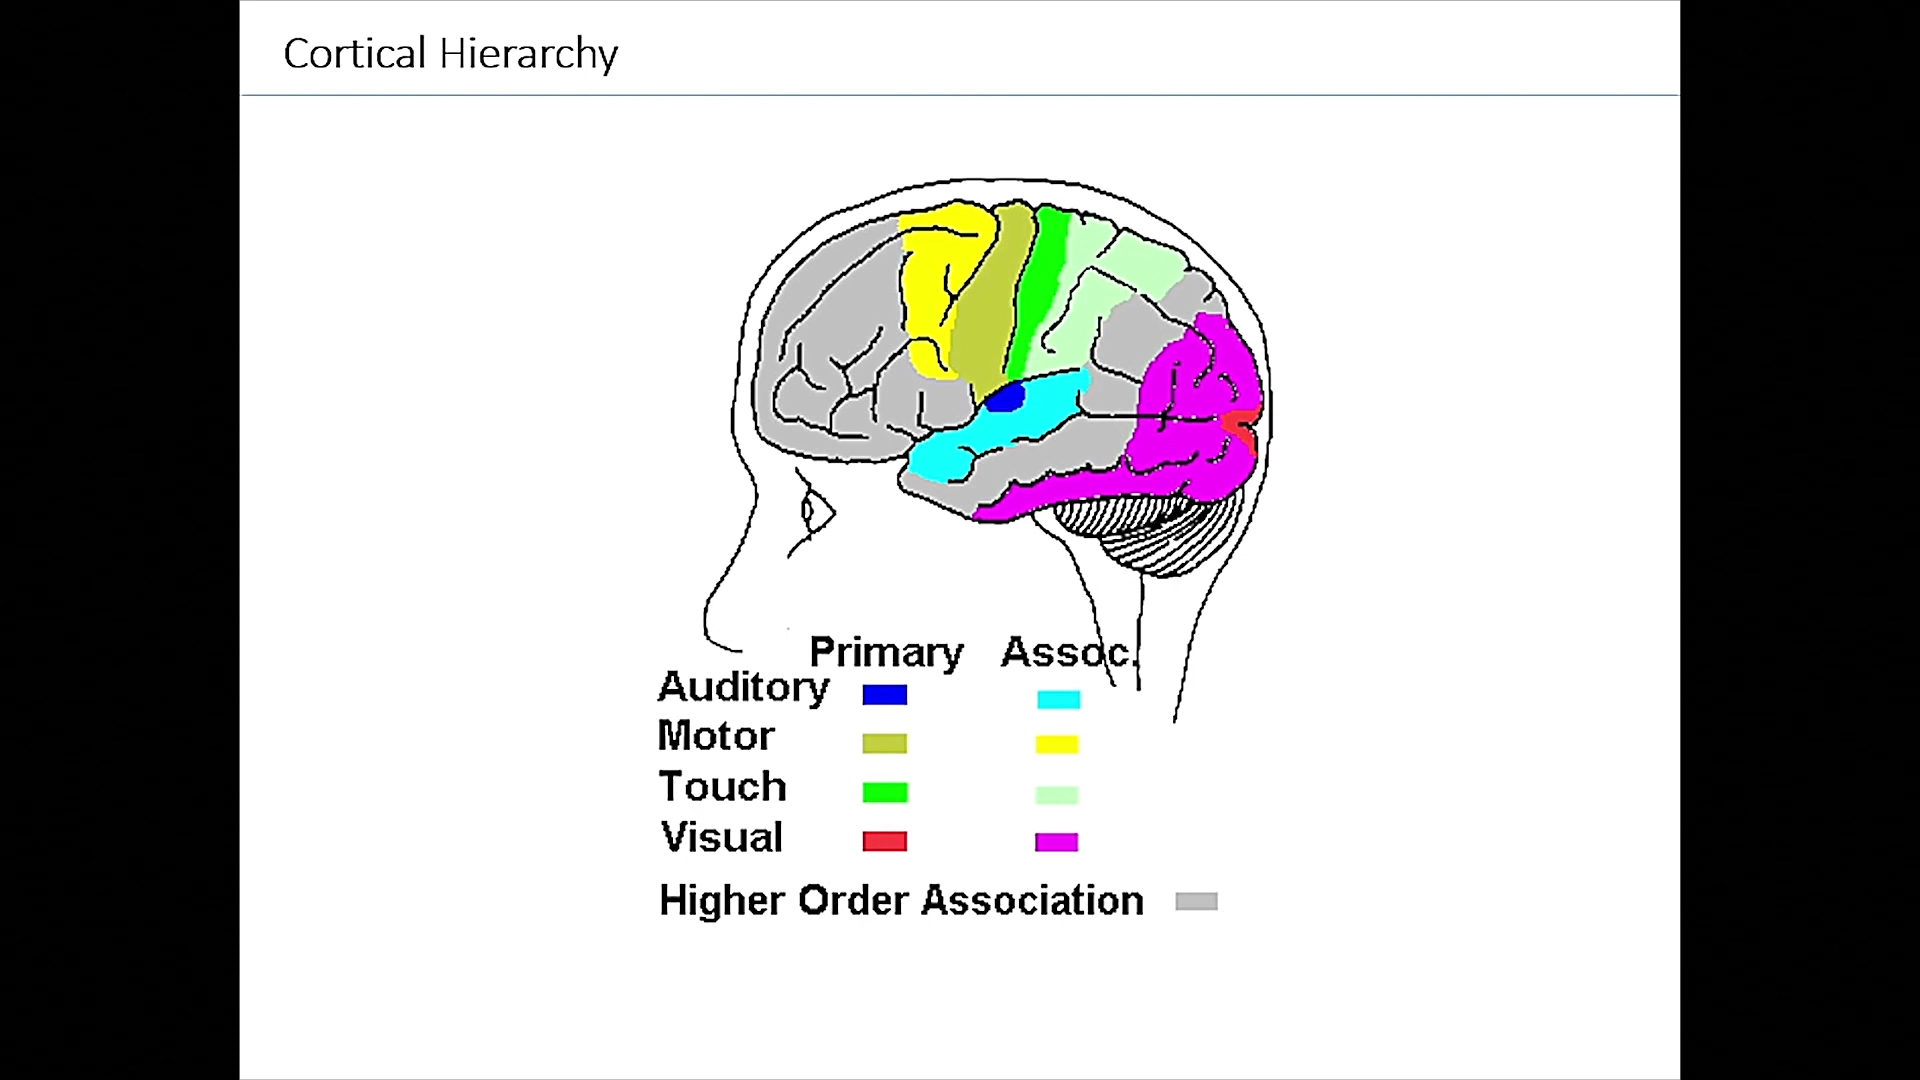 Cortical Hierarchy
Primary Assoc.
Auditory
Motor
Touch
Visual
Higher Order Association